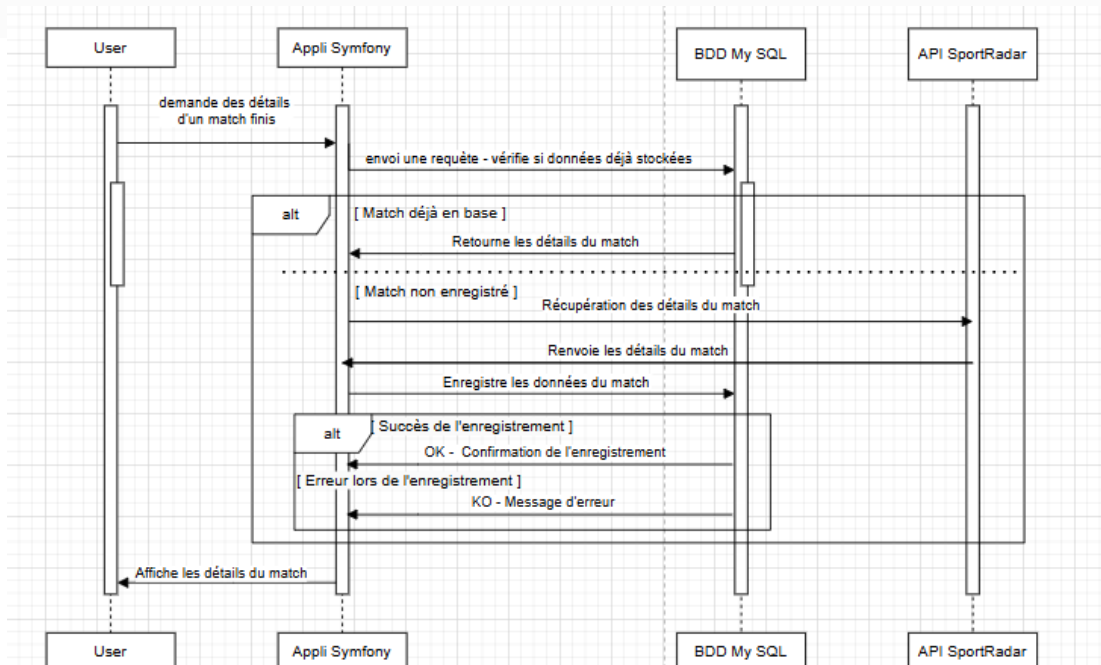 User
Appli Symfony
BDD My SQL
API SportRadar
demande des détails
d'un match finis
envoi une requète - vérifie si données déjà stockées
alt
[ Match déjà en base ]
Retourne les détails du match
[ Match non enregistré ]
Récupération des détails du match
Renvoie les détails du match
Enregistre les données du match
alt
[ Succès de l'enregistrement ]
OK - Confirmation de l'enregistrement
[ Erreur lors de l'enregistrement ]
KO - Message d'erreur
Affiche les détails du match
User
Appli Symfony
BDD My SQL
API SportRadar